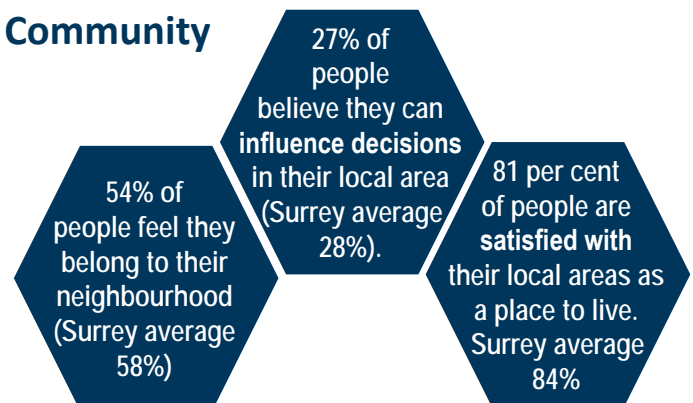 Community
54% of
people feel they
belong to their
neighbourhood
(Surrey average
58%)
27% of
people
believe they can
influence decisions
in their local area
(Surrey average
28%).
81 per cent
of people are
satisfied with
their local areas as
a place to live.
Surrey average
84%